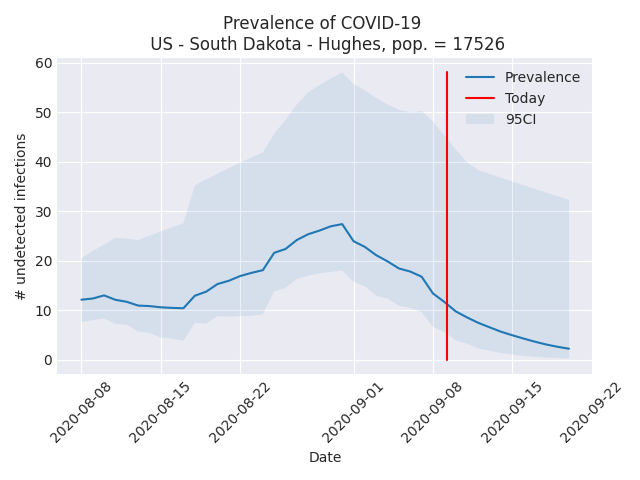 Prevalence of COVID-19
US - South Dakota - Hughes, pop. = 17526
Prevalence
Today
95CI
# undetected infections
60
50
40
30
20
10
0
2020-08-08
2020-08-15
2020-08-22
2020-09-01
2020-09-08
2020-09-15
2020-09-22
Date